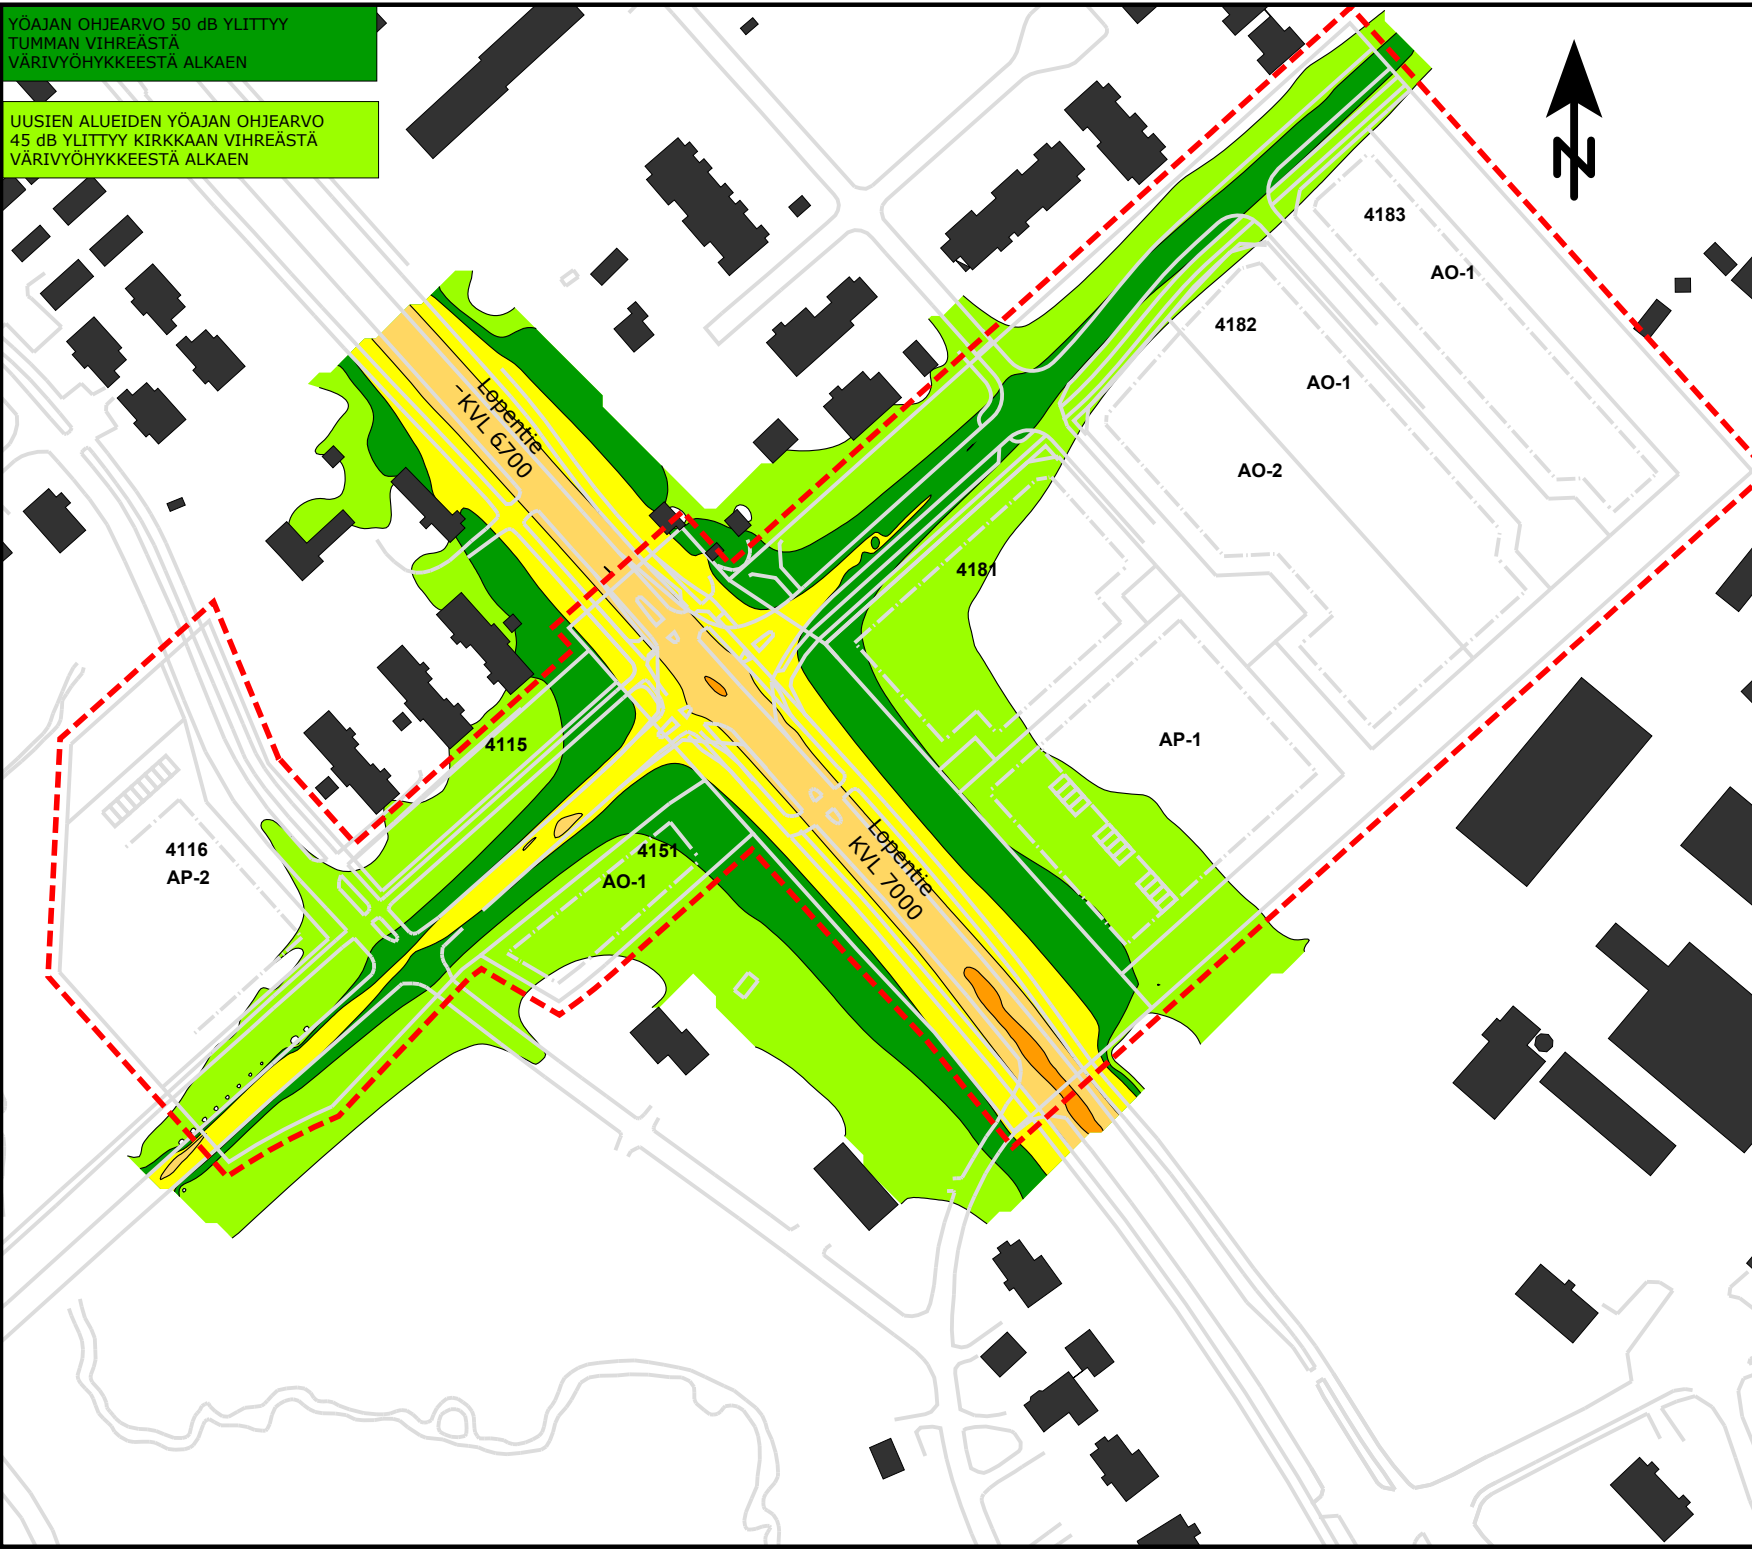 YÖAJAN OHJEARVO 50 dB YLITTYY
TUMMAN VIHREÄSTÄ
VÄRIVYÖHYKKEESTÄ ALKAEN
UUSIEN ALUEIDEN YÖAJAN OHJEARVO
45 dB YLITTYY KIRKKAAN VIHREÄSTÄ
VÄRIVYÖHYKKEESTÄ ALKAEN
N
4183
AO-1
4182
AO-1
Lopentie
KVL 6700
AO-2
4181
4115
AP-1
4116
AP-2
4151
AO-1
Lopentie
KVL 7000